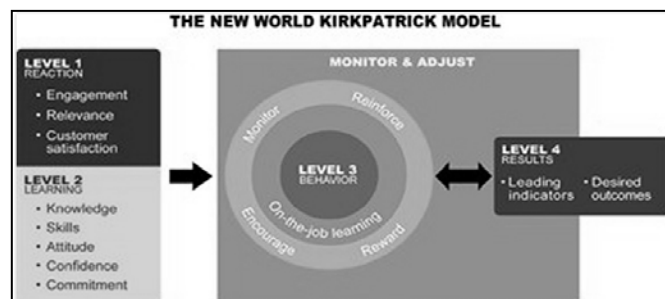 THE NEW WORLD KIRKPATRICK MODEL
LEVEL 1
REACTION
• Engagement
• Relevance
• Customer
satisfaction
LEVEL 2
LEARNING
• Knowledge
• Skills
• Attitude
• Confidence
• Commitment
MONITOR & ADJUST
Monitor
Reinforce
LEVEL 3
BEHAVIOR
On-the-job learning
Encourage
Reward
LEVEL 4
RESULTS
• Leading
indicators
• Desired
outcomes